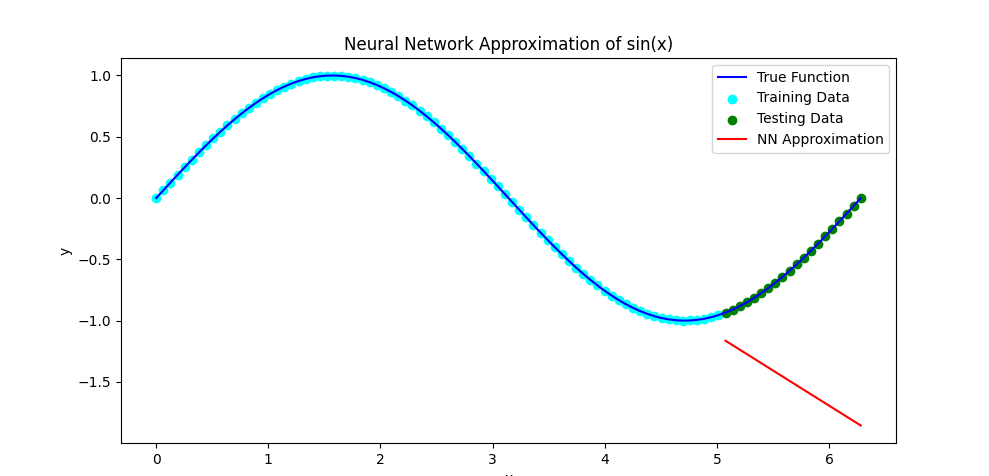 Neural Network Approximation of sin(x)
True Function
Training Data
Testing Data
NN Approximation
y
1.0
0.5
0.0
−0.5
−1.0
−1.5
0 1 2 3 4 5 6